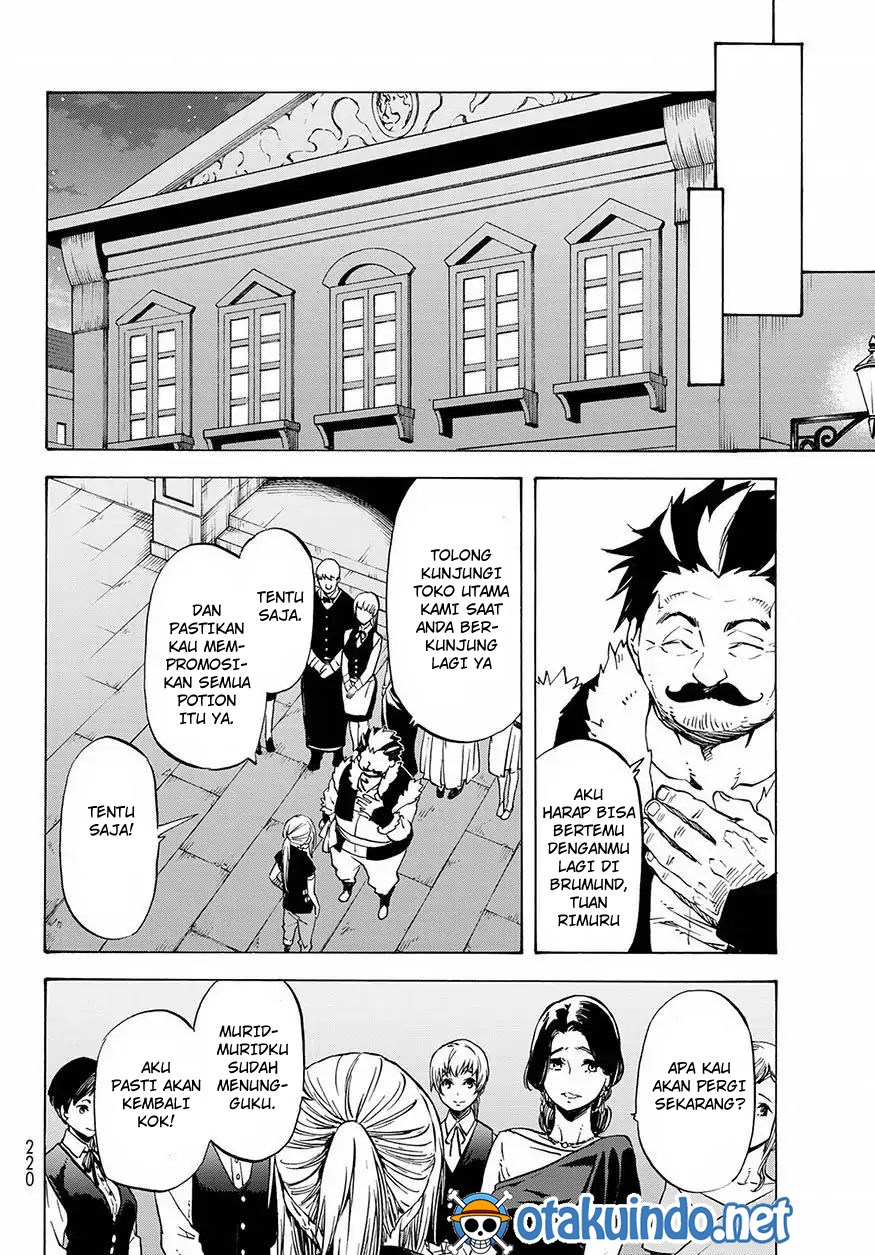 AKU
HARAP BISA
BERTEMU
DENGANMU
LAGI DI
BRUMUND,
TUAN
RIMURU
TOLONG
KUNJUNGI
TOKO UTAMA
KAMI SAAT
ANDA BER-
KUNJUNG
LAGI YA
TENTU
SAJA.
DAN
PASTIKAN
KAU MEM-
PROMOSI-
KAN SEMUA
POTION
ITU YA.
TENTU
SAJA!
APA KAU
AKAN PERGI
SEKARANG?
MURID-
MURIDKU
SUDAH
MENUNG-
GUKU.
AKU
PASTI AKAN
KEMBALI
KOK!
220
otakuindo.net